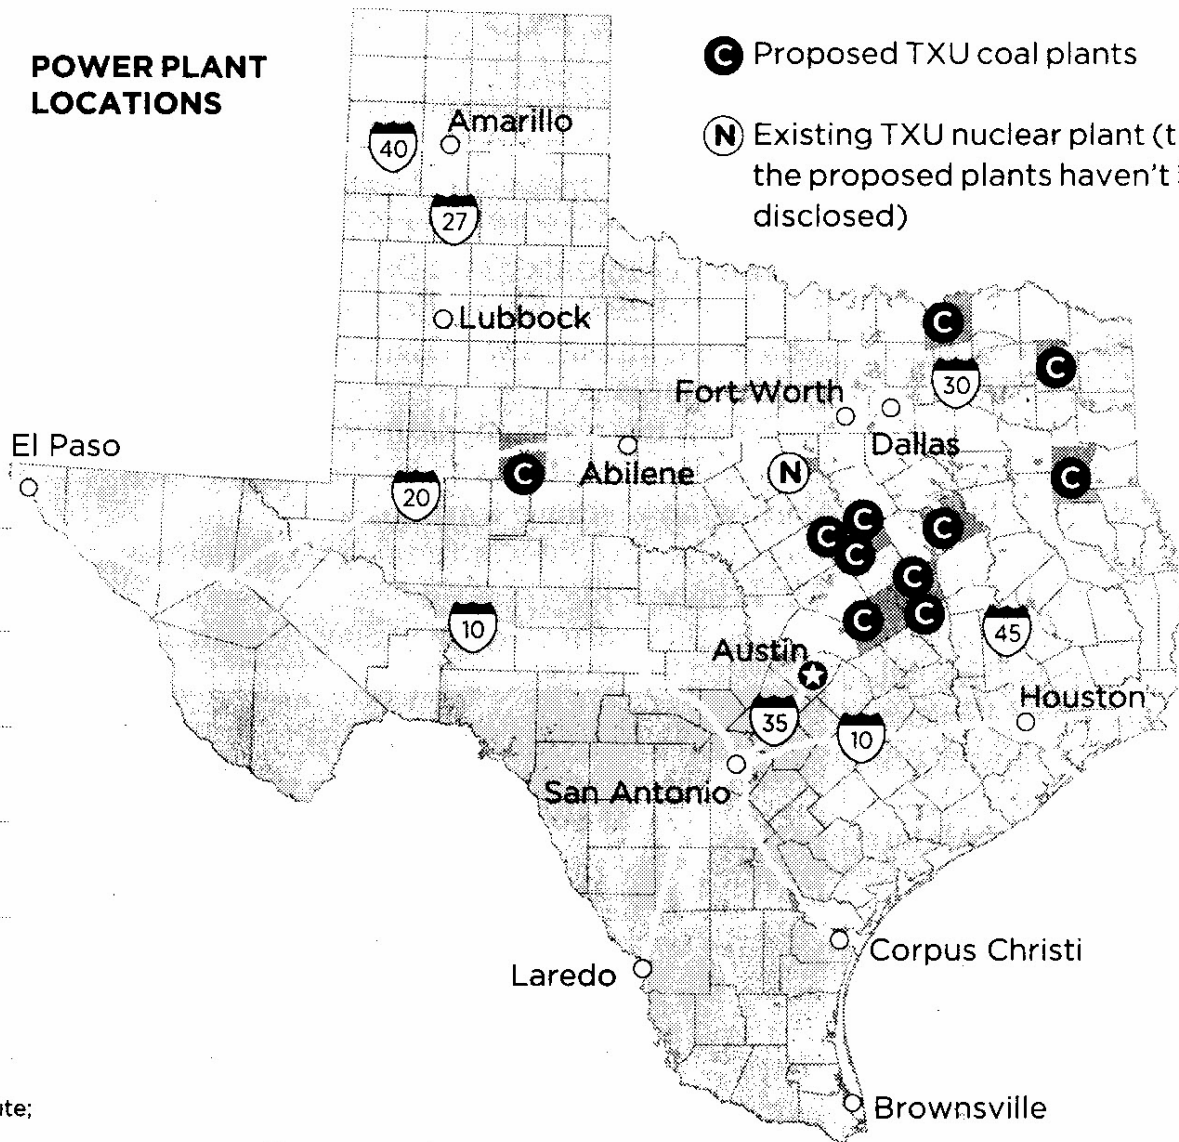 POWER PLANT
LOCATIONS
C Proposed TXU coal plants
N Existing TXU nuclear plant (t
the proposed plants haven't
disclosed)
40
Amarillo
27
Lubbock
C
C
30
Fort Worth
Dallas
El Paso
C
Abilene
N
C
20
C
C
C
C
C
C
C
10
45
Austin
Houston
35
10
San Antonio
Corpus Christi
Laredo
Brownsville